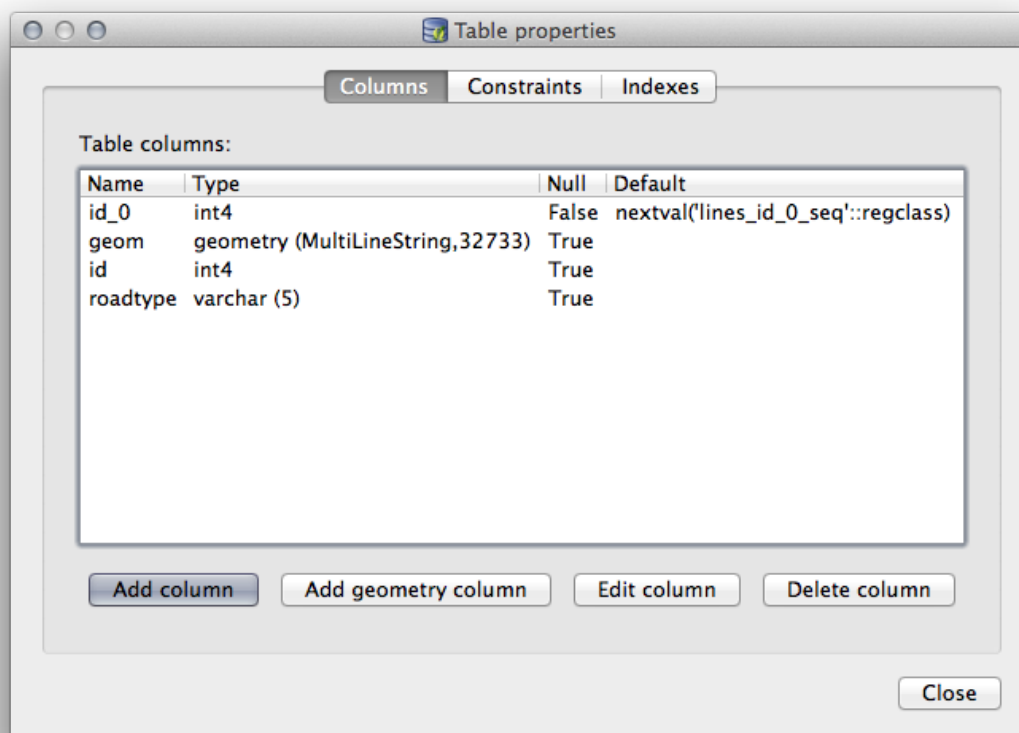 Table properties
Columns Constraints Indexes
Table columns:
Name Type Null Default
id_0 int4 False nextval('lines_id_0_seq'::regclass)
geom geometry (MultiLineString,32733) True
id int4 True
roadtype varchar (5) True
Add column Add geometry column Edit column Delete column
Close